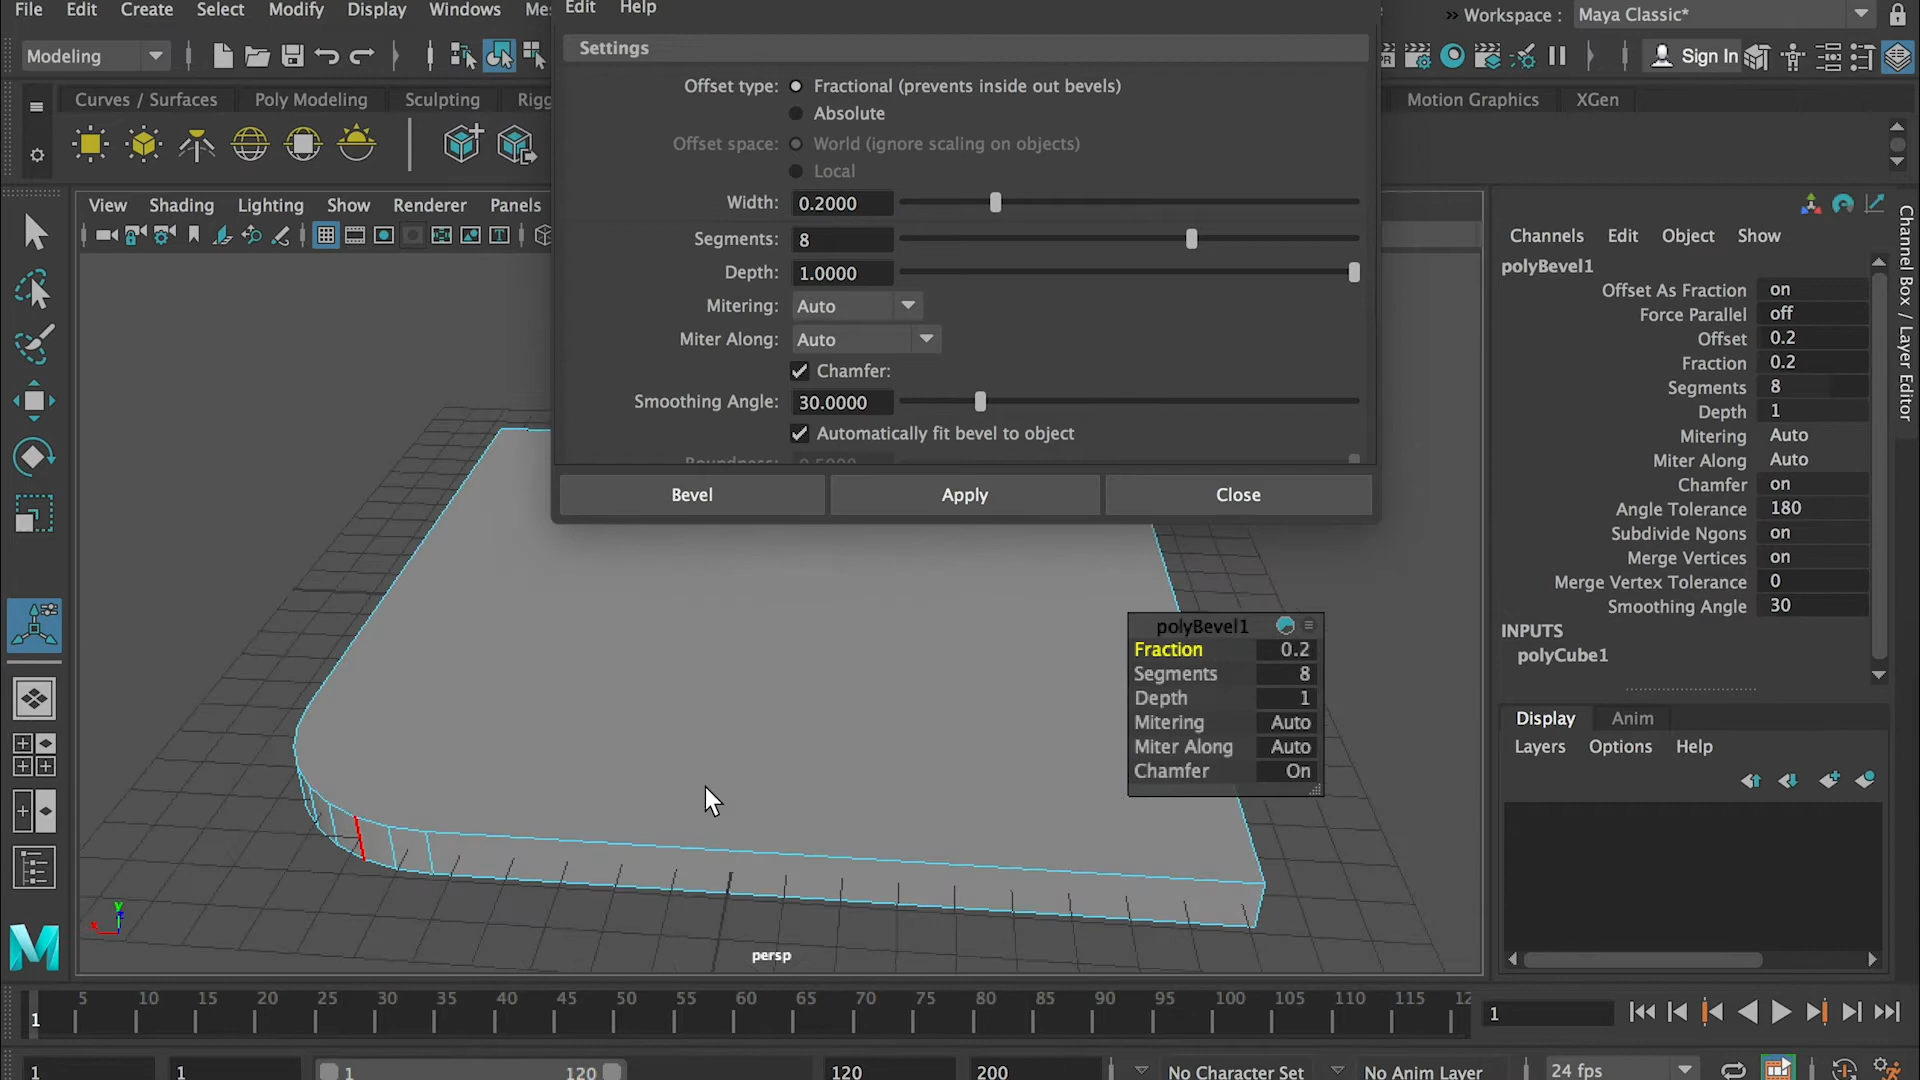 File Edit Create Select Modify Display Windows
Edit Help
Workspace : Maya Classic*
Modeling
Sign In
Settings
Curves / Surfaces Poly Modeling Sculpting
Motion Graphics XGen
Offset type: Fractional (prevents inside out bevels)
Absolute
Offset space: World (ignore scaling on objects)
Local
Width: 0.2000
Segments: 8
Depth: 1.0000
Mitering: Auto
Miter Along: Auto
Chamfer:
Smoothing Angle: 30.0000
Automatically fit bevel to object
Bevel Apply Close
View Shading Lighting Show Renderer Panels
Channels Edit Object Show
polyBevel1
Offset As Fraction on
Force Parallel off
Offset 0.2
Fraction 0.2
Segments 8
Depth 1
Mitering Auto
Miter Along Auto
Chamfer on
Angle Tolerance 180
Subdivide Ngons on
Merge Vertices on
Merge Vertex Tolerance 0
Smoothing Angle 30
INPUTS
polyCube1
Channel Box / Layer Editor
polyBevel1
Fraction 0.2
Segments 8
Depth 1
Mitering Auto
Miter Along Auto
Chamfer On
Display Anim
Layers Options Help
y
x
persp
5 10 15 20 25 30 35 40 45 50 55 60 65 70 75 80 85 90 95 100 105 110 115
1
1
1 1 1 120 120 200 No Character Set No Anim Layer 24 fps